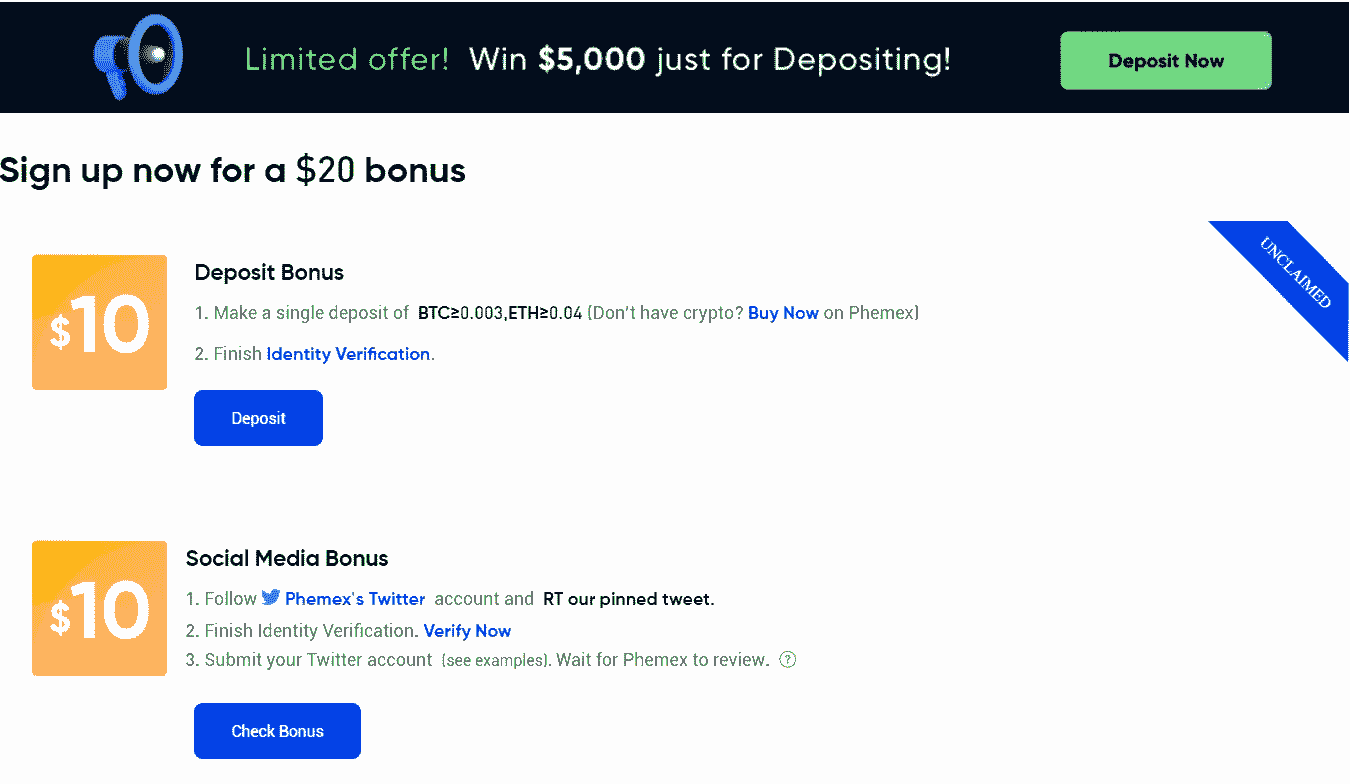 Limited offer! Win $5,000 just for Depositing!
Deposit Now
Sign up now for a $20 bonus
UNCLAIMED
$10
Deposit Bonus
1. Make a single deposit of BTC≥0.003,ETH≥0.04 (Don't have crypto? Buy Now on Phemex)
2. Finish Identity Verification.
Deposit
$10
Social Media Bonus
1. Follow Phemex's Twitter account and RT our pinned tweet.
2. Finish Identity Verification. Verify Now
3. Submit your Twitter account (see examples). Wait for Phemex to review. ?
Check Bonus